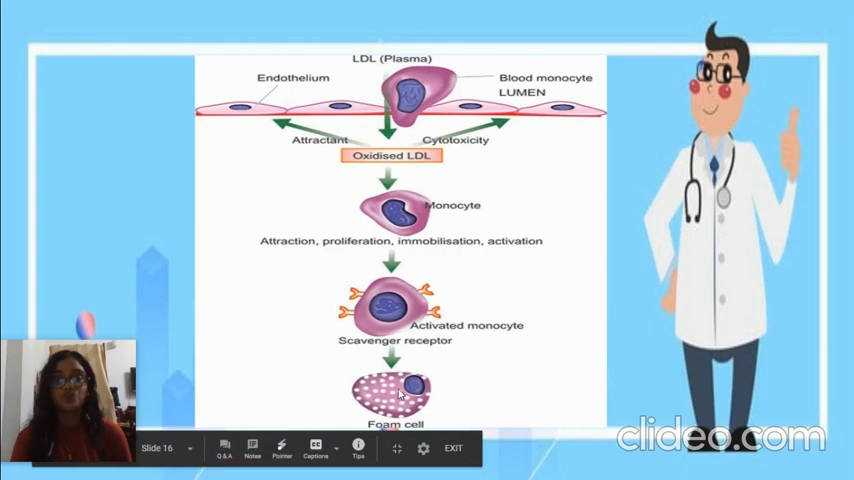 LDL (Plasma)
Endothelium
Blood monocyte
LUMEN
Attractant
Cytotoxicity
Oxidised LDL
Monocyte
Attraction, proliferation, immobilisation, activation
Activated monocyte
Scavenger receptor
Foam cell
Slide 16
Q & A
Notes
Pointer
Captions
Tips
EXIT
clideo.com